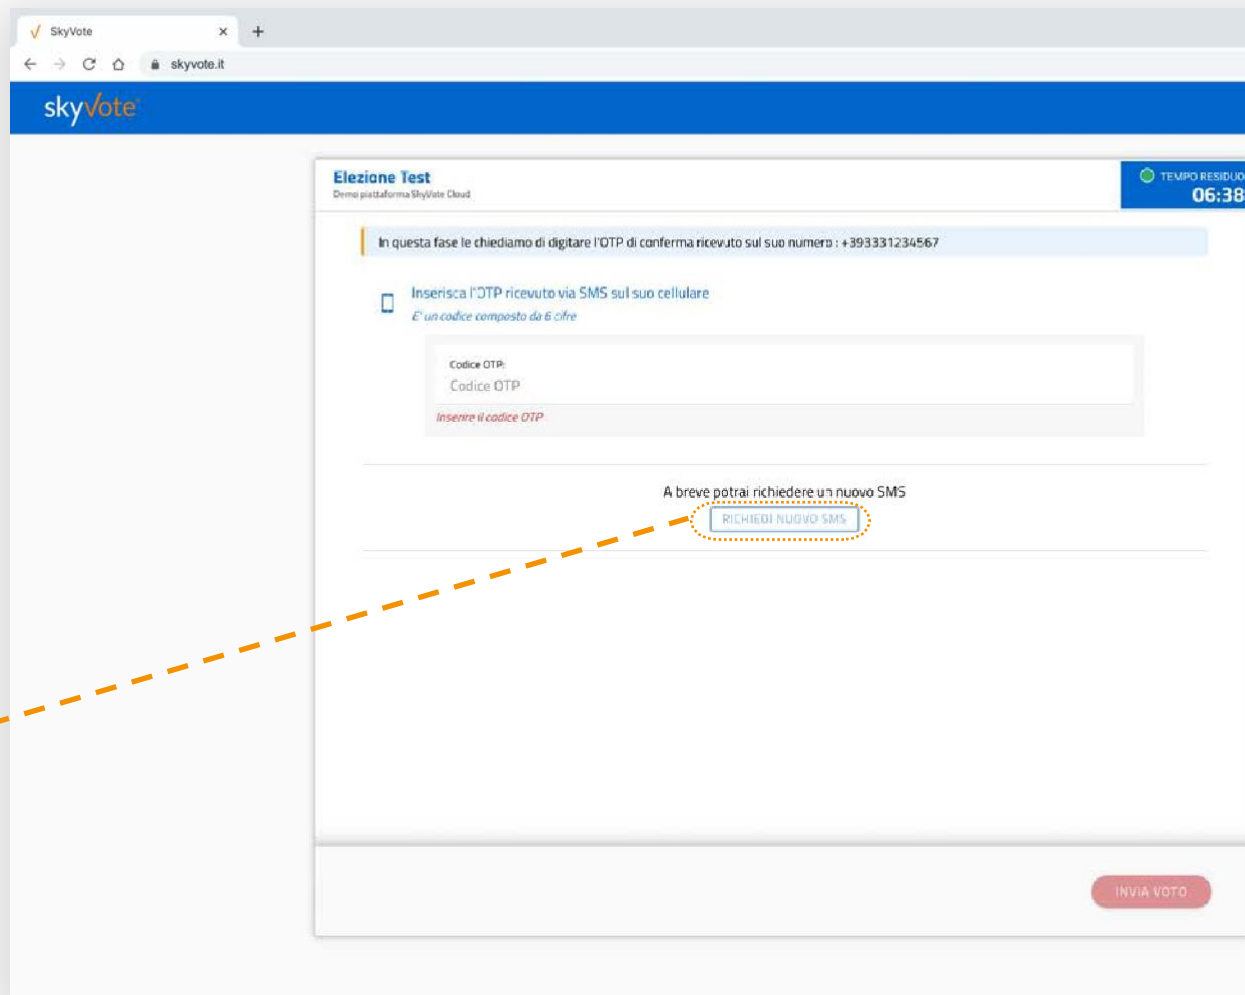 SkyVote
skyvote.it
skyvote
Elezione Test
Demo piattaforma SkyVote Cloud
TEMPO RESIDUO
06:38
In questa fase le chiediamo di digitare l'OTP di conferma ricevuto sul suo numero : +393331234567
Inserisca l'OTP ricevuto via SMS sul suo cellulare
E' un codice composto da 6 cifre
Codice OTP:
Codice OTP
Inserire il codice OTP
A breve potrai richiedere un nuovo SMS
RICHIEDI NUOVO SMS
INVIA VOTO